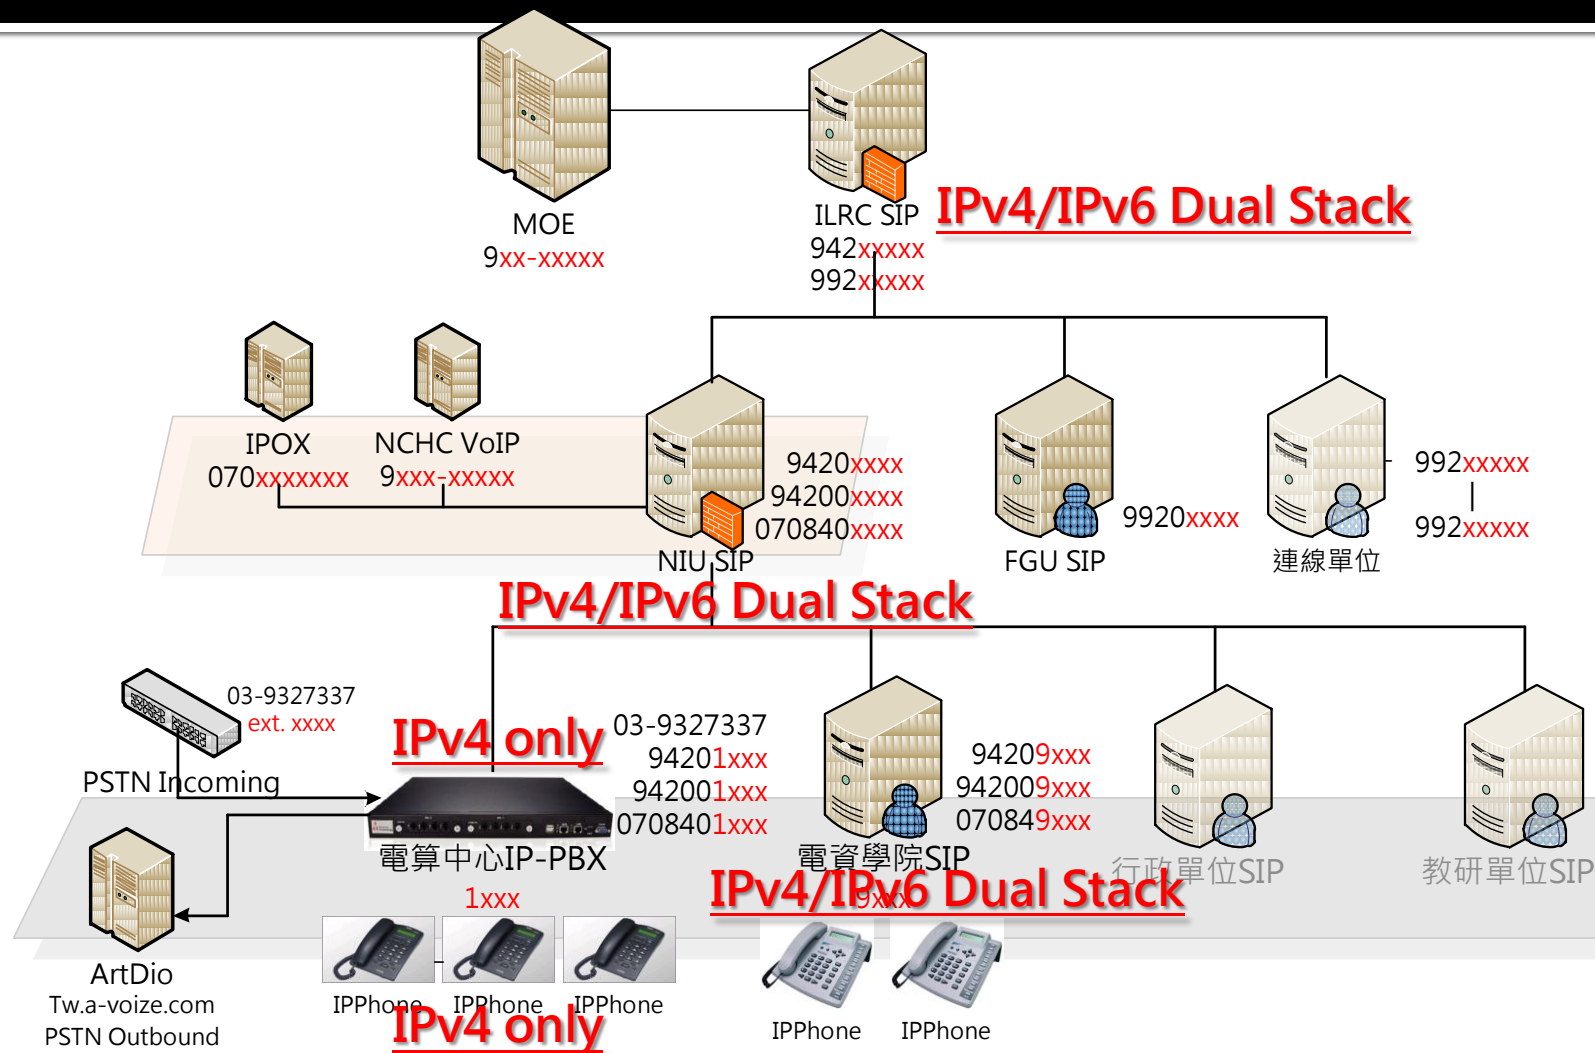 MOE
9xx-xxxxx
ILRC SIP
942xxxxx
992xxxxx
IPv4/IPv6 Dual Stack
IPOX
070xxxxxxx
NCHC VoIP
9xxx-xxxxx
9420xxxx
94200xxxx
070840xxxx
NIU SIP
9920xxxx
FGU SIP
992xxxxx
|
992xxxxx
連線單位
IPv4/IPv6 Dual Stack
03-9327337
ext. xxxx
PSTN Incoming
IPv4 only
03-9327337
94201xxx
942001xxx
0708401xxx
電算中心IP-PBX
1xxx
94209xxx
942009xxx
070849xxx
電資學院SIP
9xxx
IPv4/IPv6 Dual Stack
行政單位SIP
教研單位SIP
ArtDio
Tw.a-voize.com
PSTN Outbound
IPPhone
IPPhone
IPPhone
IPv4 only
IPPhone
IPPhone